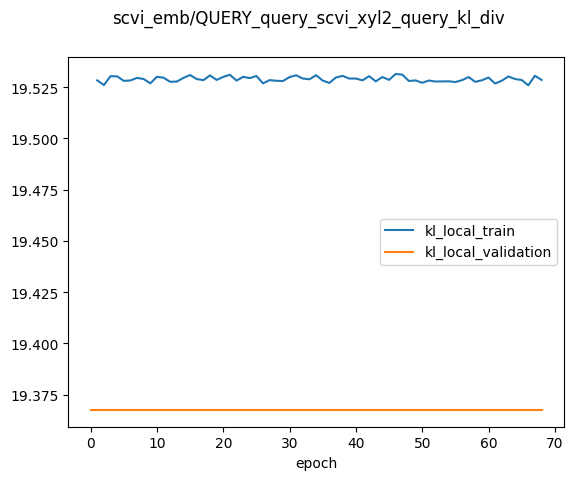 scvi_emb/QUERY_query_scvi_xyl2_query_kl_div
19.525
19.500
19.475
19.450
19.425
19.400
19.375
kl_local_train
kl_local_validation
0 10 20 30 40 50 60 70
epoch